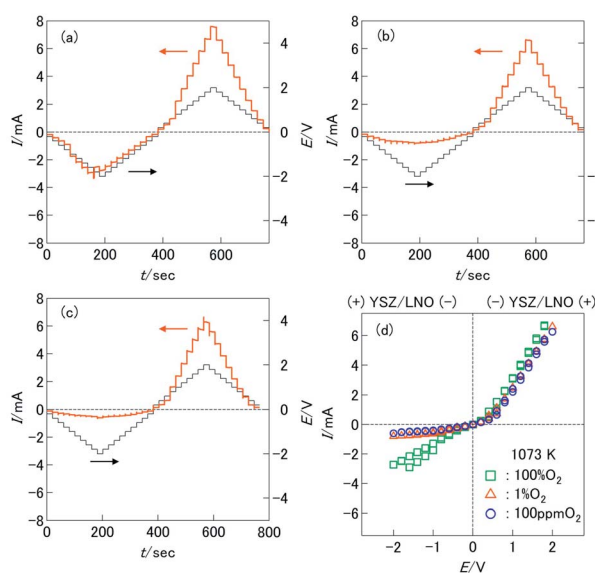 (a)
8
6
4
2
0
-2
-4
-6
-8
I/mA
4
2
0
-2
-4
E/V
0 200 400 600
t/sec
(b)
8
6
4
2
0
-2
-4
-6
-8
I/mA
0 200 400 600
t/sec
(c)
8
6
4
2
0
-2
-4
-6
-8
I/mA
4
2
0
-2
-4
E/V
0 200 400 600 800
t/sec
(+) YSZ/LNO (-) (-) YSZ/LNO (+)
(d)
6
4
2
0
-2
-4
-6
I/mA
1073 K
: 100%O2
: 1%O2
: 100ppmO2
-2 -1 0 1 2
E/V